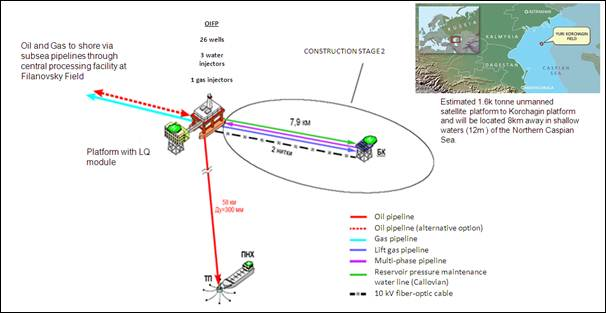 OIFP
26 wells
3 water
injectors
1 gas injectors
Oil and Gas to shore via
subsea pipelines through
central processing facility at
Filanovsky Field
Platform with LQ
module
CONSTRUCTION STAGE 2
7,9 км
2 нитки
БК
58 км
Ду=300 мм
ПНХ
ТП
RUSSIA
ASTRAKHAN
KALMYKIA
YURI KORCHAGIN
FIELD
DAGESTAN
CASPIAN
SEA
MAKHACHKALA
Estimated 1.6k tonne unmanned
satellite platform to Korchagin platform
and will be located 8km away in shallow
waters (12m ) of the Northern Caspian
Sea.
Oil pipeline
Oil pipeline (alternative option)
Gas pipeline
Lift gas pipeline
Multi-phase pipeline
Reservoir pressure maintenance
water line (Callovian)
10 kV fiber-optic cable